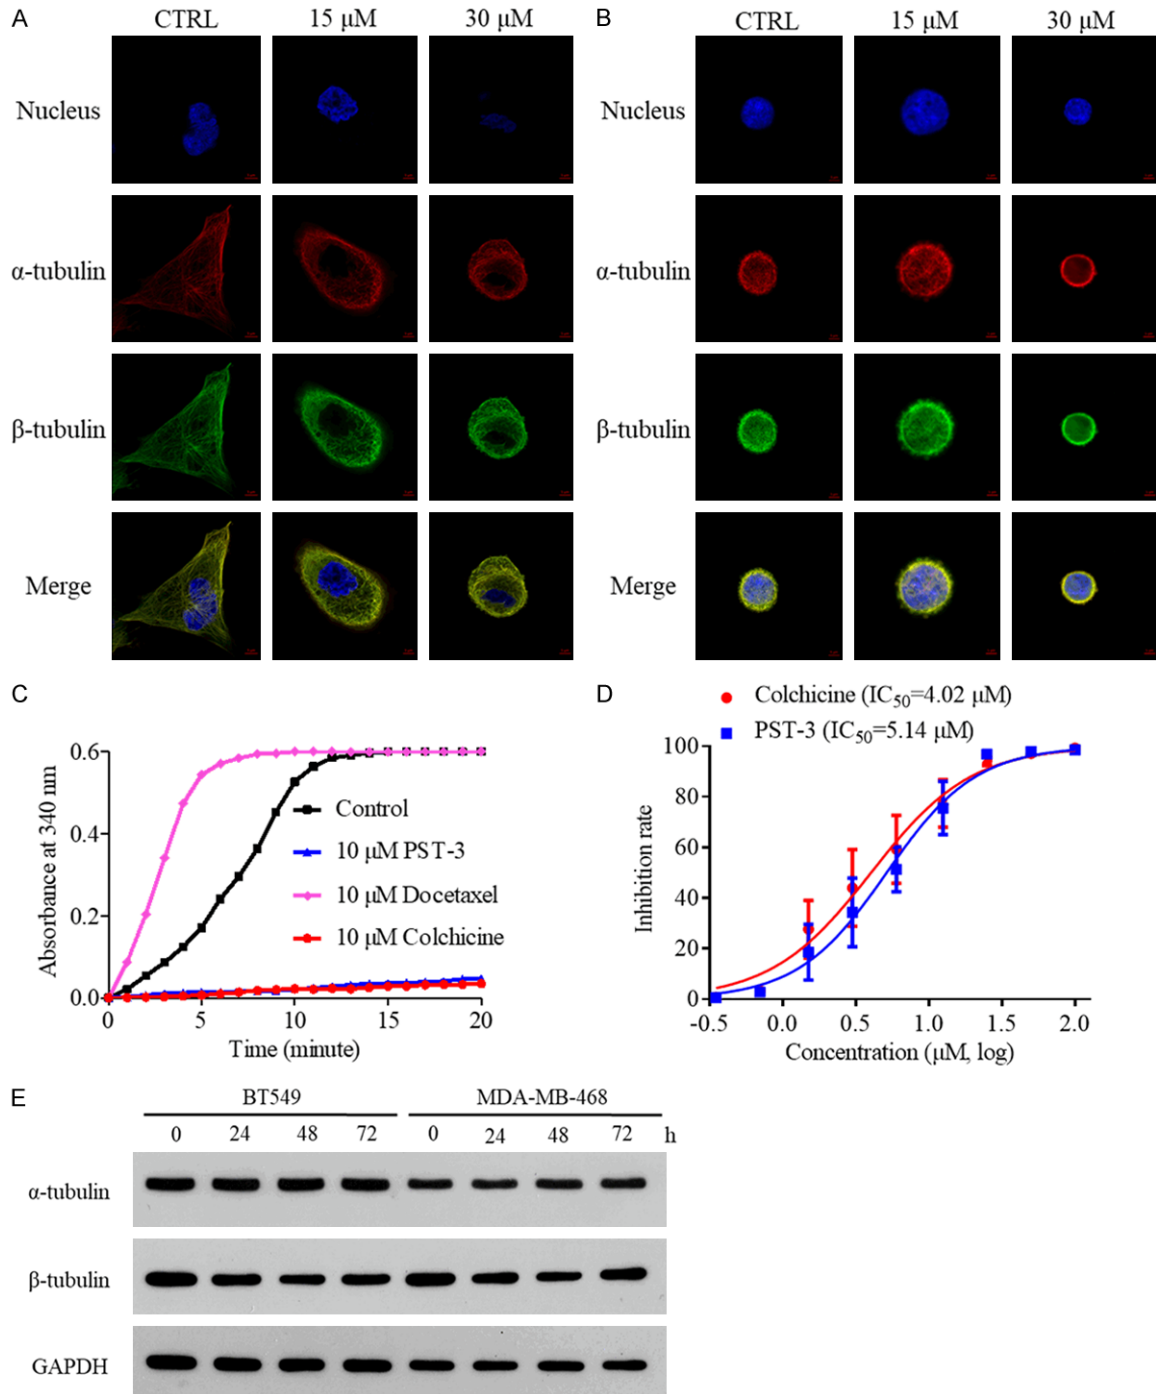 A
CTRL 15 μM 30 μM
Nucleus
α-tubulin
β-tubulin
Merge
B
CTRL 15 μM 30 μM
Nucleus
α-tubulin
β-tubulin
Merge
C
Absorbance at 340 nm
0.6
0.4
0.2
0.0
0 5 10 15 20
Time (minute)
Control
10 μM PST-3
10 μM Docetaxel
10 μM Colchicine
D
Colchicine (IC50=4.02 μM)
PST-3 (IC50=5.14 μM)
Inhibition rate
100
80
60
40
20
0
-0.5 0.0 0.5 1.0 1.5 2.0
Concentration (μM, log)
E
BT549 MDA-MB-468
0 24 48 72 0 24 48 72 h
α-tubulin
β-tubulin
GAPDH